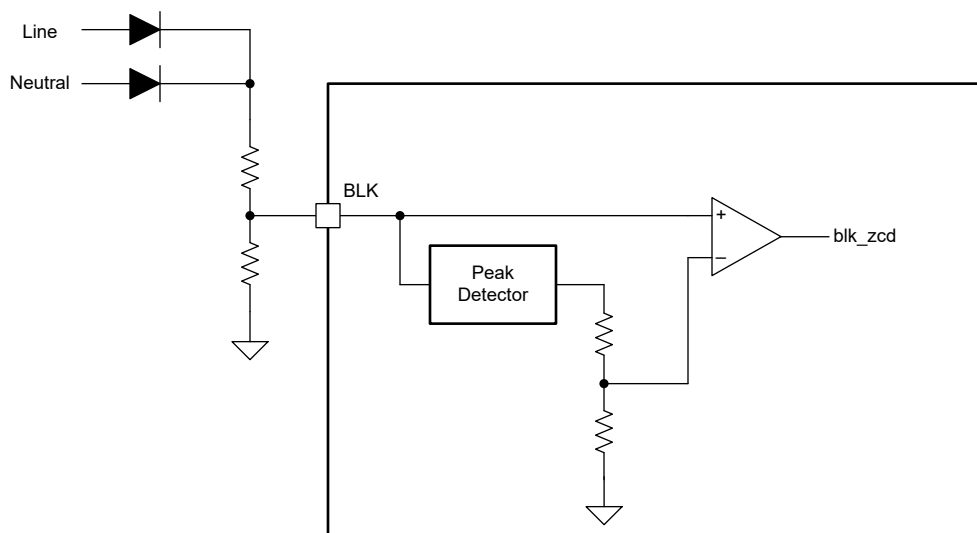 Line
Neutral
BLK
+
−
blk_zcd
Peak
Detector